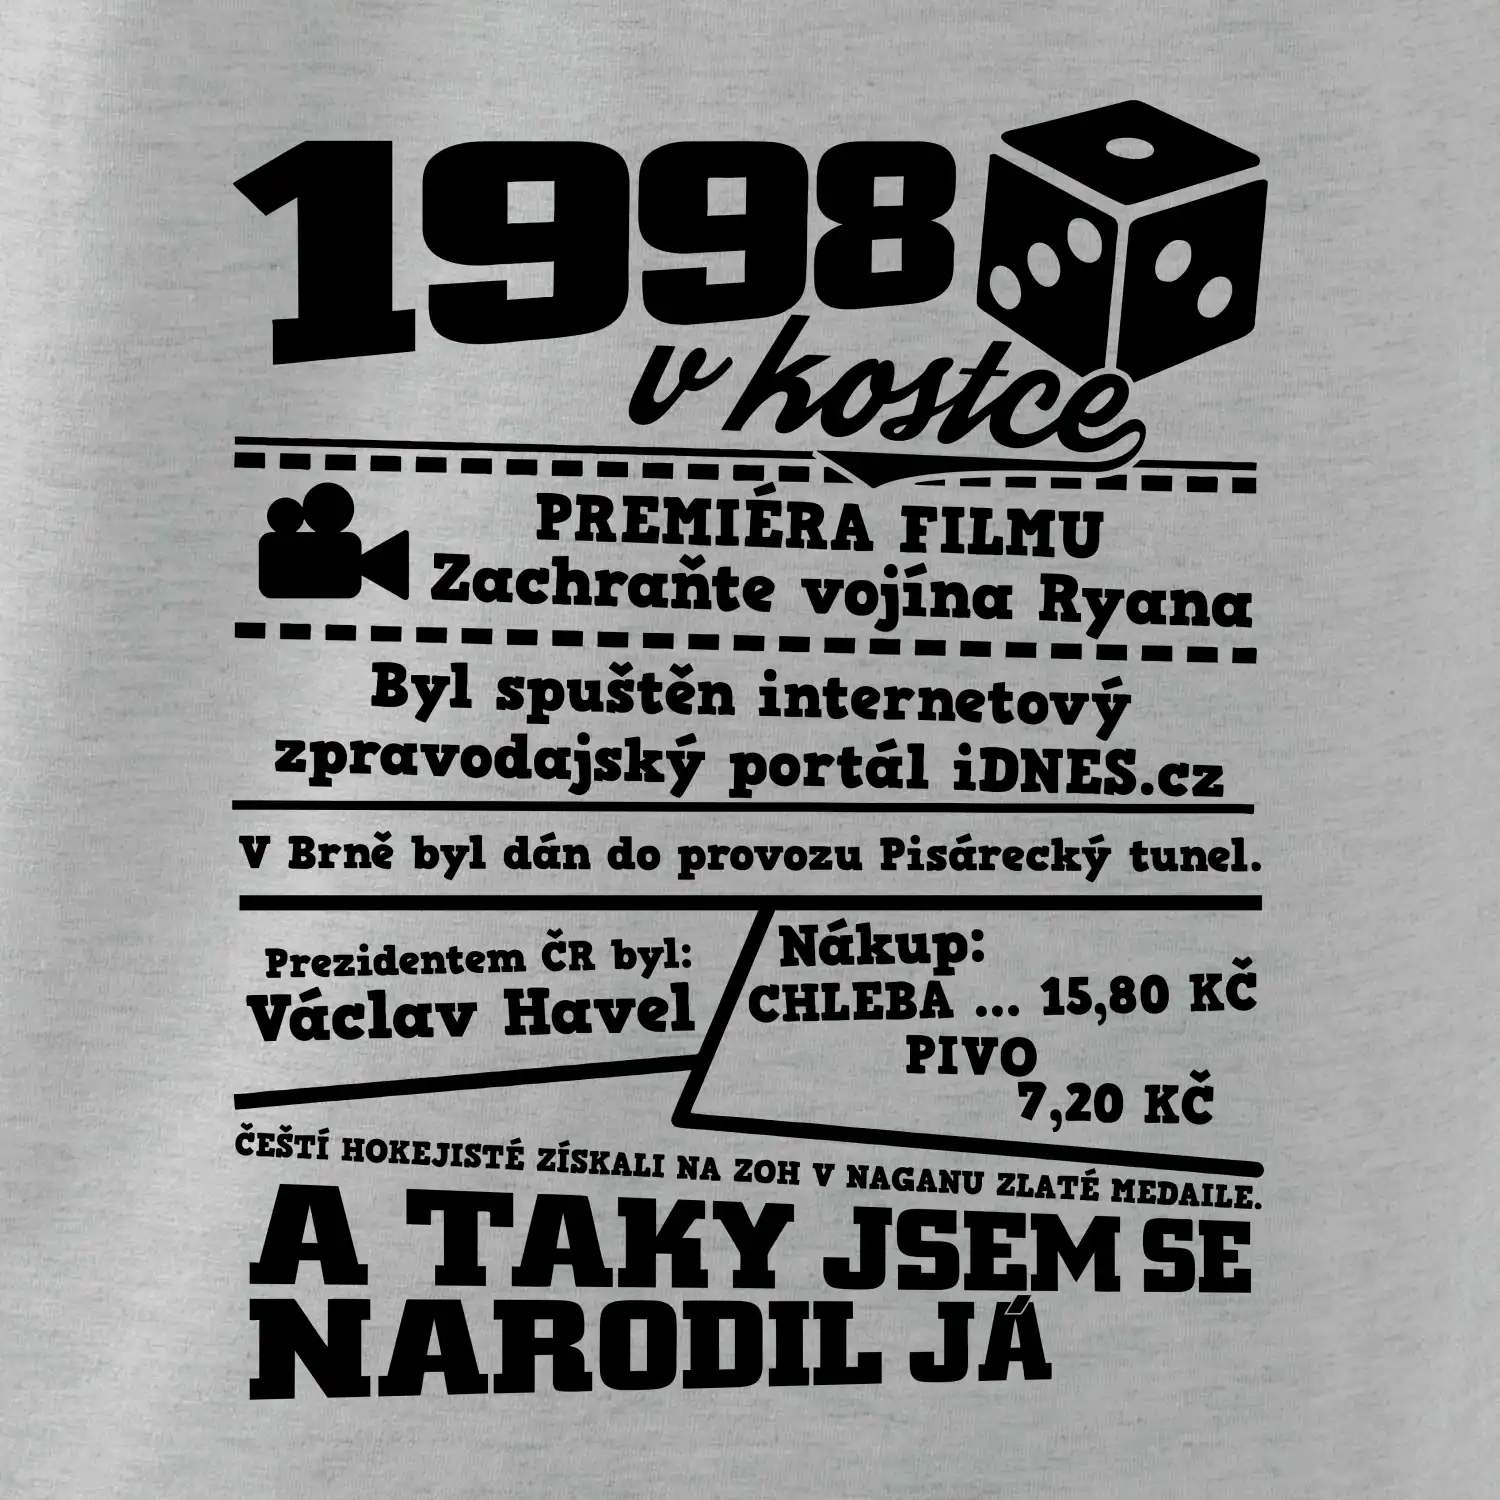 1998
v kostce
PREMIÉRA FILMU
Zachraňte vojína Ryana
Byl spuštěn internetový
zpravodajský portál iDNES.cz
V Brně byl dán do provozu Pisárecký tunel.
Prezidentem ČR byl:
Václav Havel
Nákup:
CHLEBA ... 15,80 KČ
PIVO
7,20 KČ
ČEŠTÍ HOKEJISTÉ ZÍSKALI NA ZOH V NAGANU ZLATÉ MEDAILE.
A TAKY JSEM SE
NARODIL JÁ